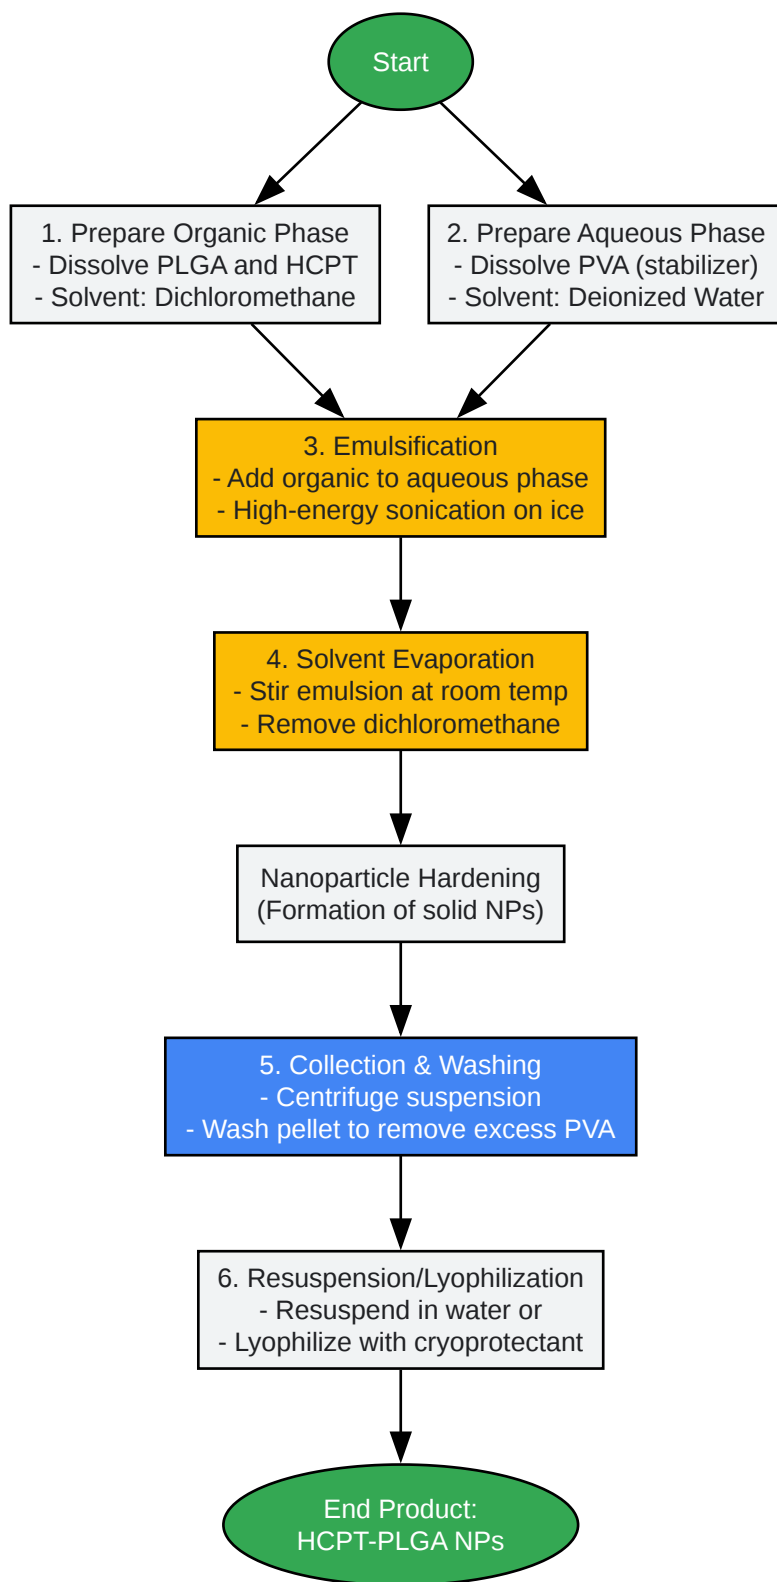 Start
1. Prepare Organic Phase
- Dissolve PLGA and HCPT
- Solvent: Dichloromethane
2. Prepare Aqueous Phase
- Dissolve PVA (stabilizer)
- Solvent: Deionized Water
3. Emulsification
- Add organic to aqueous phase
- High-energy sonication on ice
4. Solvent Evaporation
- Stir emulsion at room temp
- Remove dichloromethane
Nanoparticle Hardening
(Formation of solid NPs)
5. Collection & Washing
- Centrifuge suspension
- Wash pellet to remove excess PVA
6. Resuspension/Lyophilization
- Resuspend in water or
- Lyophilize with cryoprotectant
End Product:
HCPT-PLGA NPs